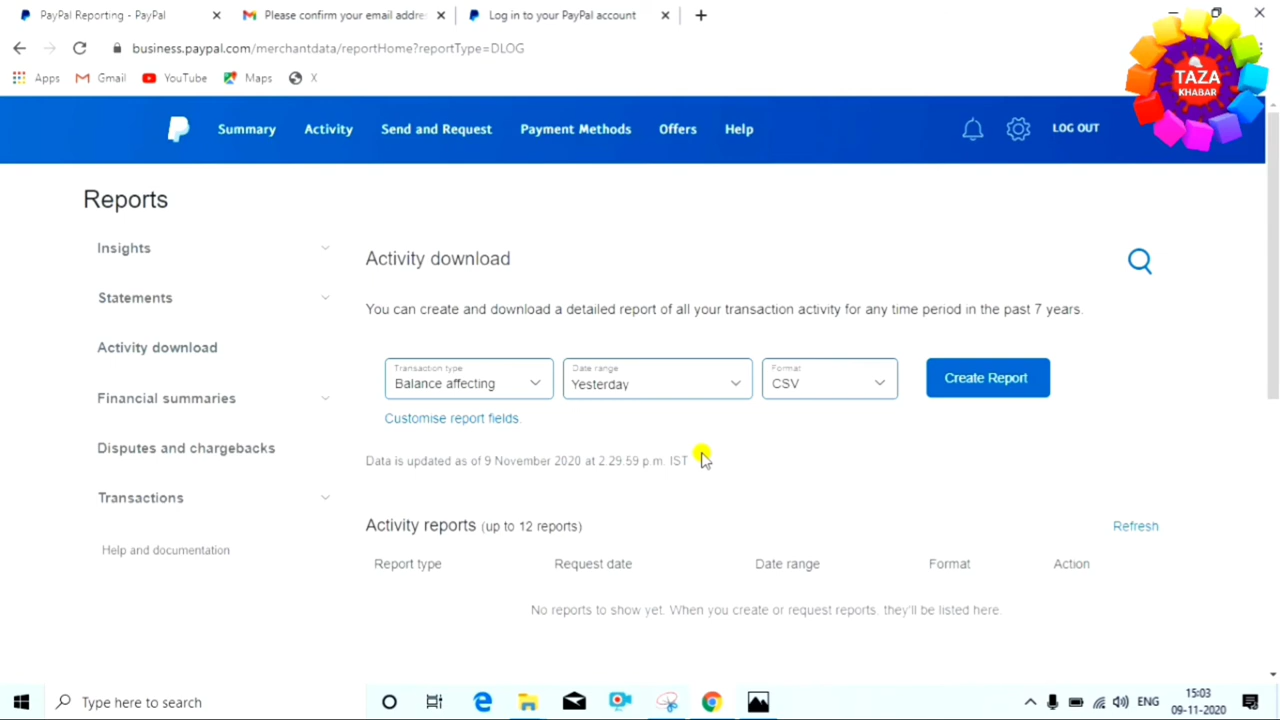 PayPal Reporting - PayPal
Please confirm your email addre
Log in to your PayPal account
business.paypal.com/merchantdata/reportHome?reportType=DLOG
Apps
Gmail
YouTube
Maps
X
TAZA
KHABAR
Summary
Activity
Send and Request
Payment Methods
Offers
Help
LOG OUT
Reports
Insights
Statements
Activity download
Financial summaries
Disputes and chargebacks
Transactions
Help and documentation
Activity download
You can create and download a detailed report of all your transaction activity for any time period in the past 7 years.
Transaction type
Balance affecting
Date range
Yesterday
Format
CSV
Create Report
Customise report fields.
Data is updated as of 9 November 2020 at 2.29.59 p.m. IST
Activity reports (up to 12 reports)
Refresh
Report type
Request date
Date range
Format
Action
No reports to show yet. When you create or request reports, they'll be listed here.
Type here to search
ENG
15:03
09-11-2020